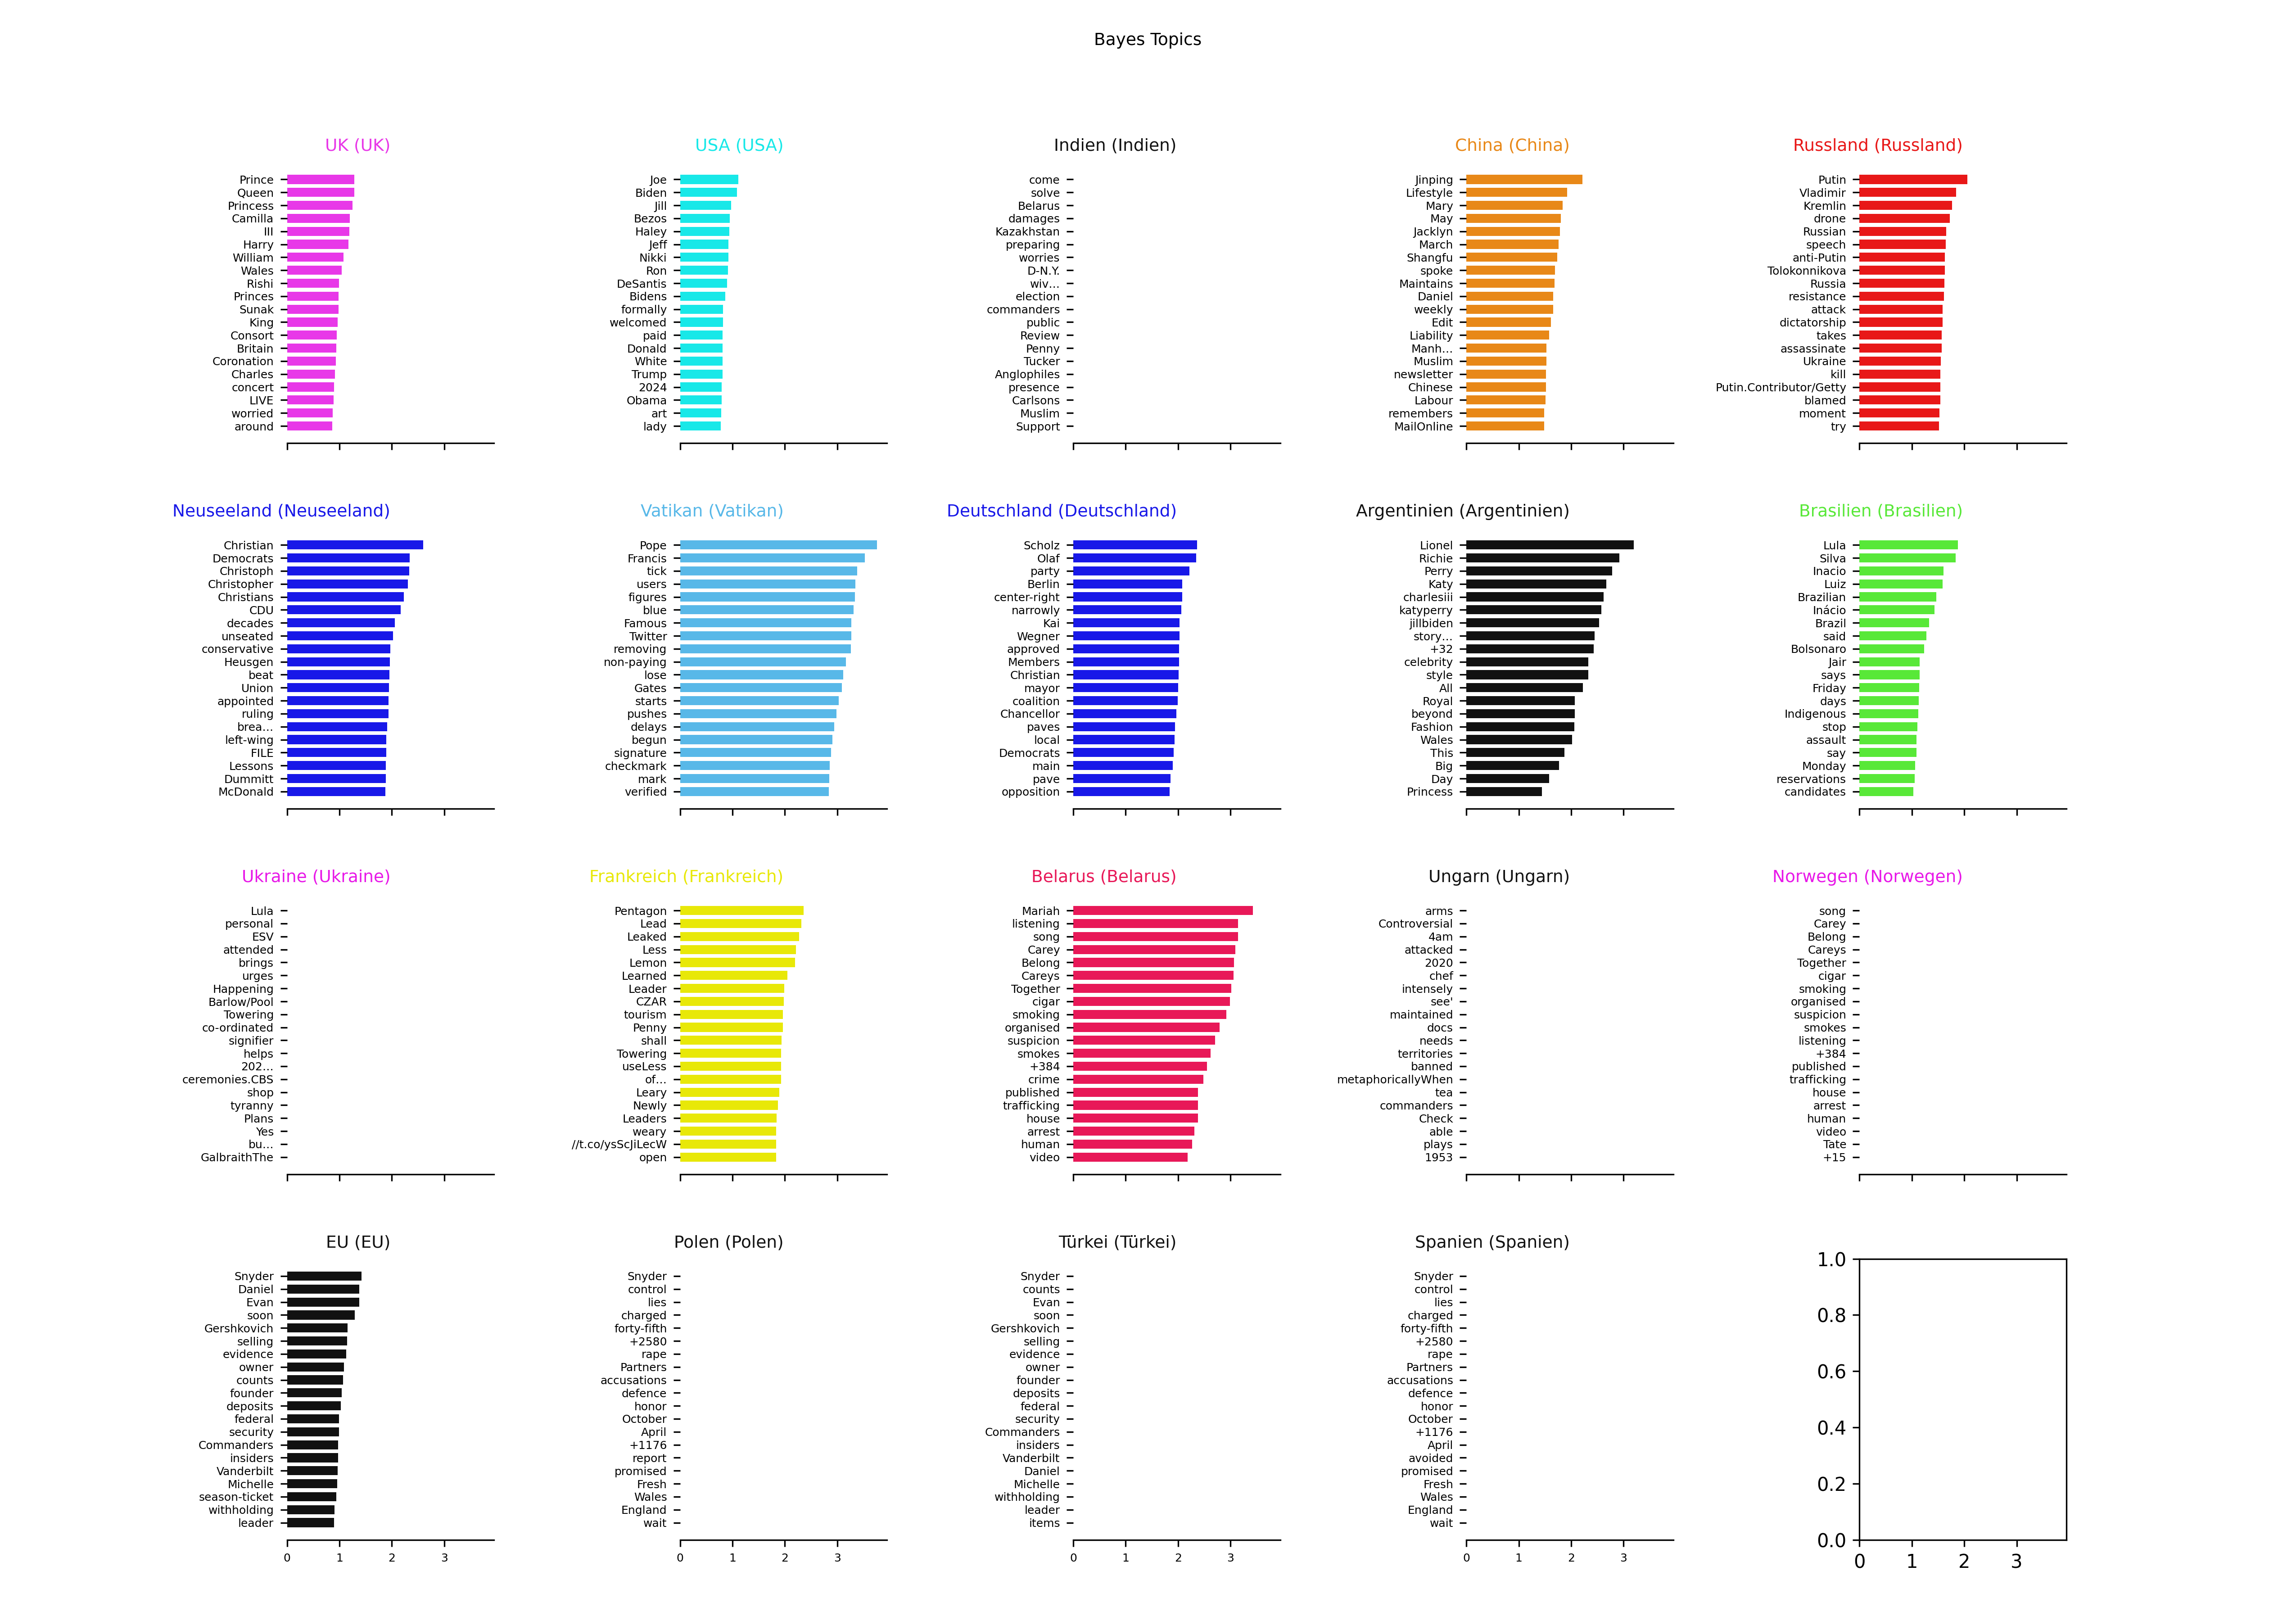 Bayes Topics
UK (UK)
Prince
Queen
Princess
Camilla
III
Harry
William
Wales
Rishi
Princes
Sunak
King
Consort
Britain
Coronation
Charles
concert
LIVE
worried
around
USA (USA)
Joe
Biden
Jill
Bezos
Haley
Jeff
Nikki
Ron
DeSantis
Bidens
formally
welcomed
paid
Donald
White
Trump
2024
Obama
art
lady
Indien (Indien)
come
solve
Belarus
damages
Kazakhstan
preparing
worries
D-N.Y.
wiv…
election
commanders
public
Review
Penny
Tucker
Anglophiles
presence
Carlsons
Muslim
Support
China (China)
Jinping
Lifestyle
Mary
May
Jacklyn
March
Shangfu
spoke
Maintains
Daniel
weekly
Edit
Liability
Manh…
Muslim
newsletter
Chinese
Labour
remembers
MailOnline
Russland (Russland)
Putin
Vladimir
Kremlin
drone
Russian
speech
anti-Putin
Tolokonnikova
Russia
resistance
attack
dictatorship
takes
assassinate
Ukraine
kill
Putin.Contributor/Getty
blamed
moment
try
Neuseeland (Neuseeland)
Christian
Democrats
Christoph
Christopher
Christians
CDU
decades
unseated
conservative
Heusgen
beat
Union
appointed
ruling
brea…
left-wing
FILE
Lessons
Dummitt
McDonald
Vatikan (Vatikan)
Pope
Francis
tick
users
figures
blue
Famous
Twitter
removing
non-paying
lose
Gates
starts
pushes
delays
begun
signature
checkmark
mark
verified
Deutschland (Deutschland)
Scholz
Olaf
party
Berlin
center-right
narrowly
Kai
Wegner
approved
Members
Christian
mayor
coalition
Chancellor
paves
local
Democrats
main
pave
opposition
Argentinien (Argentinien)
Lionel
Richie
Perry
Katy
charlesiii
katyperry
jillbiden
story…
+32
celebrity
style
All
Royal
beyond
Fashion
Wales
This
Big
Day
Princess
Brasilien (Brasilien)
Lula
Silva
Inacio
Luiz
Brazilian
Inácio
Brazil
said
Bolsonaro
Jair
says
Friday
days
Indigenous
stop
assault
say
Monday
reservations
candidates
Ukraine (Ukraine)
Lula
personal
ESV
attended
brings
urges
Happening
Barlow/Pool
Towering
co-ordinated
signifier
helps
202…
ceremonies.CBS
shop
tyranny
Plans
Yes
bu…
GalbraithThe
Frankreich (Frankreich)
Pentagon
Lead
Leaked
Less
Lemon
Learned
Leader
CZAR
tourism
Penny
shall
Towering
useLess
of…
Leary
Newly
Leaders
weary
//t.co/ysScJiLecW
open
Belarus (Belarus)
Mariah
listening
song
Carey
Belong
Careys
Together
cigar
smoking
organised
suspicion
smokes
+384
crime
published
trafficking
house
arrest
human
video
Ungarn (Ungarn)
arms
Controversial
4am
attacked
2020
chef
intensely
see'
maintained
docs
needs
territories
banned
metaphoricallyWhen
tea
commanders
Check
able
plays
1953
Norwegen (Norwegen)
song
Carey
Belong
Careys
Together
cigar
smoking
organised
suspicion
smokes
listening
+384
published
trafficking
house
arrest
human
video
Tate
+15
EU (EU)
Snyder
Daniel
Evan
soon
Gershkovich
selling
evidence
owner
counts
founder
deposits
federal
security
Commanders
insiders
Vanderbilt
Michelle
season-ticket
withholding
leader
0 1 2 3
Polen (Polen)
Snyder
control
lies
charged
forty-fifth
+2580
rape
Partners
accusations
defence
honor
October
April
+1176
report
promised
Fresh
Wales
England
wait
0 1 2 3
Türkei (Türkei)
Snyder
counts
Evan
soon
Gershkovich
selling
evidence
owner
founder
deposits
federal
security
Commanders
insiders
Vanderbilt
Daniel
Michelle
withholding
leader
items
0 1 2 3
Spanien (Spanien)
Snyder
control
lies
charged
forty-fifth
+2580
rape
Partners
accusations
defence
honor
October
+1176
April
avoided
promised
Fresh
Wales
England
wait
0 1 2 3
1.0
0.8
0.6
0.4
0.2
0.0
0 1 2 3